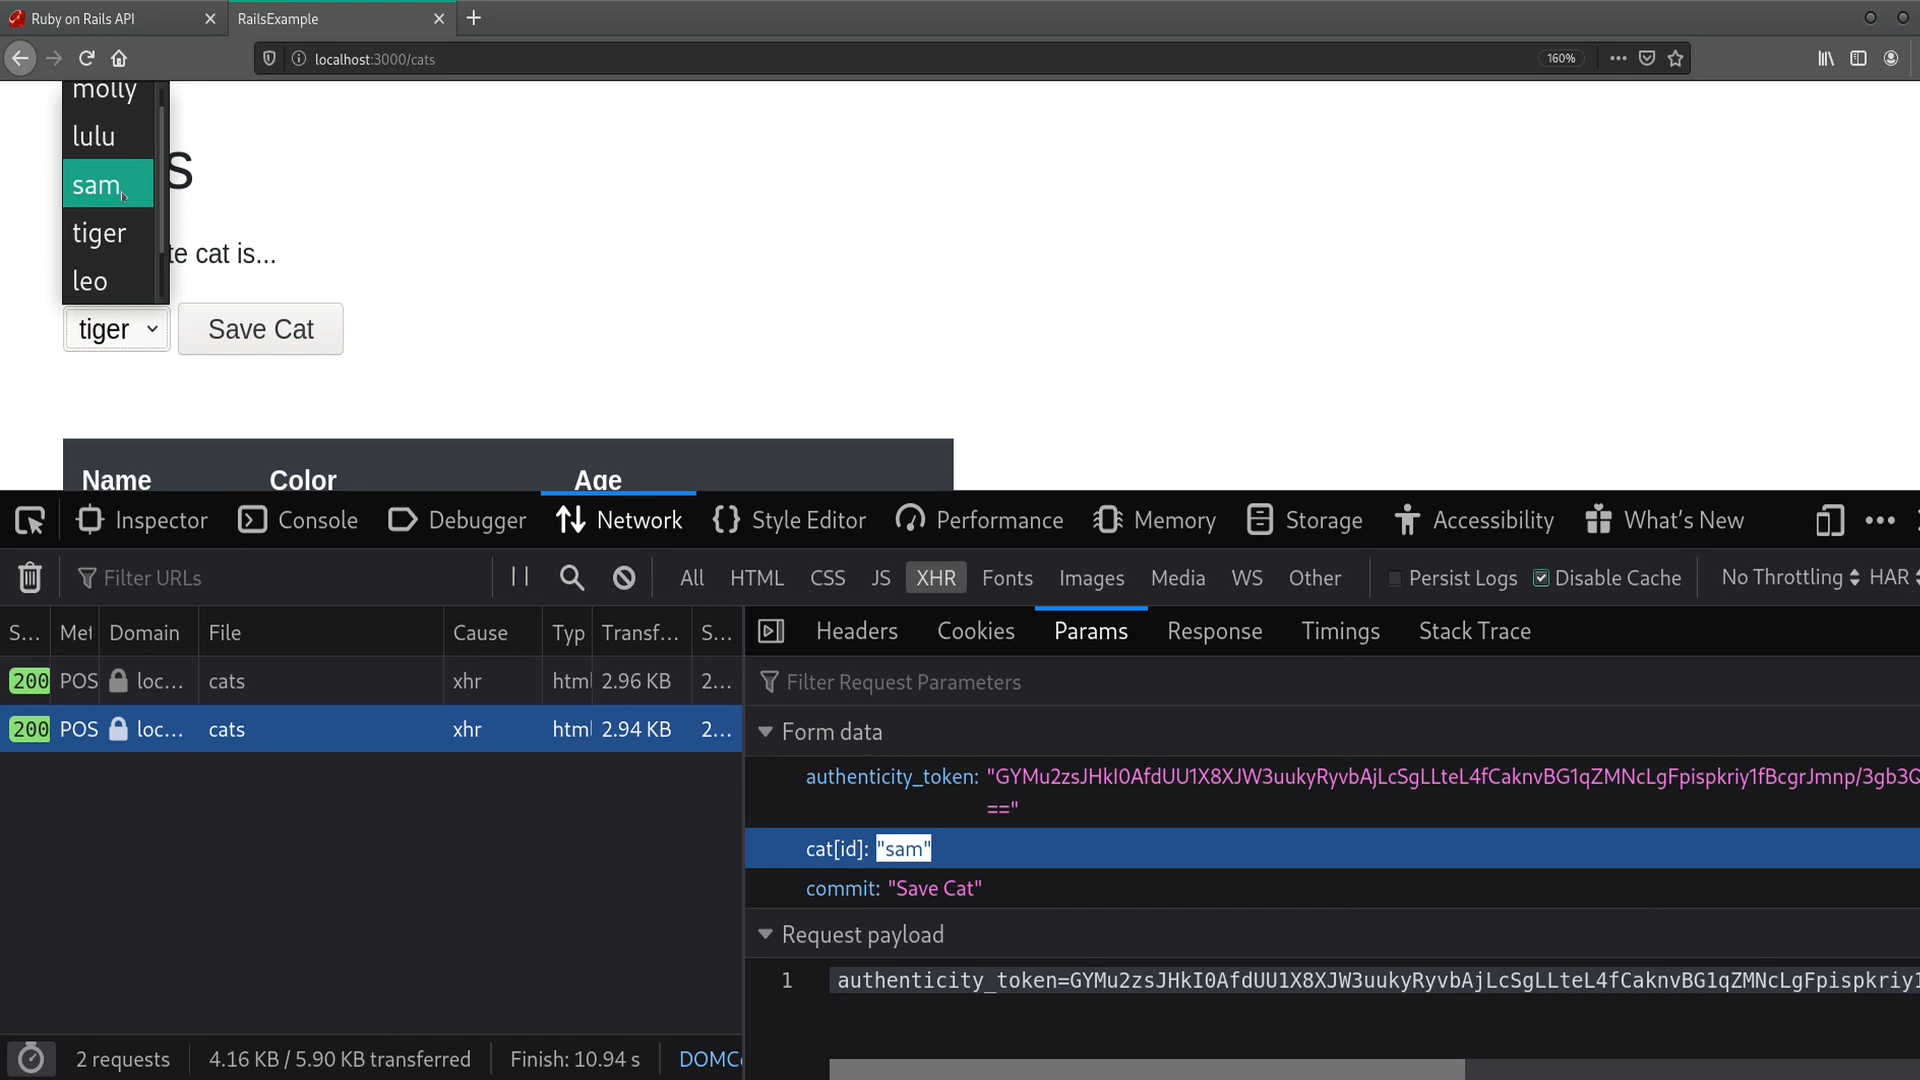 Ruby on Rails API
RailsExample
localhost:3000/cats
160%
molly
lulu
sam
tiger
leo
s
te cat is...
tiger
Save Cat
Name Color Age
Inspector Console Debugger Network Style Editor Performance Memory Storage Accessibility What's New
Filter URLs
All HTML CSS JS XHR Fonts Images Media WS Other
Persist Logs Disable Cache
No Throttling HAR
S... Met Domain File Cause Typ Transf... S...
200 POS loc... cats xhr html 2.96 KB 2...
200 POS loc... cats xhr html 2.94 KB 2...
Headers Cookies Params Response Timings Stack Trace
Filter Request Parameters
Form data
authenticity_token: "GYMu2zsJHkI0AfdUU1X8XJW3uukyRyvbAjLcSgLLteL4fCaknvBG1qZMNcLgFpispkriy1fBcgrJmnp/3gb3Q
=="
cat[id]: "sam"
commit: "Save Cat"
Request payload
1 authenticity_token=GYMu2zsJHkI0AfdUU1X8XJW3uukyRyvbAjLcSgLLteL4fCaknvBG1qZMNcLgFpispkriy1
2 requests 4.16 KB / 5.90 KB transferred Finish: 10.94 s DOMCo